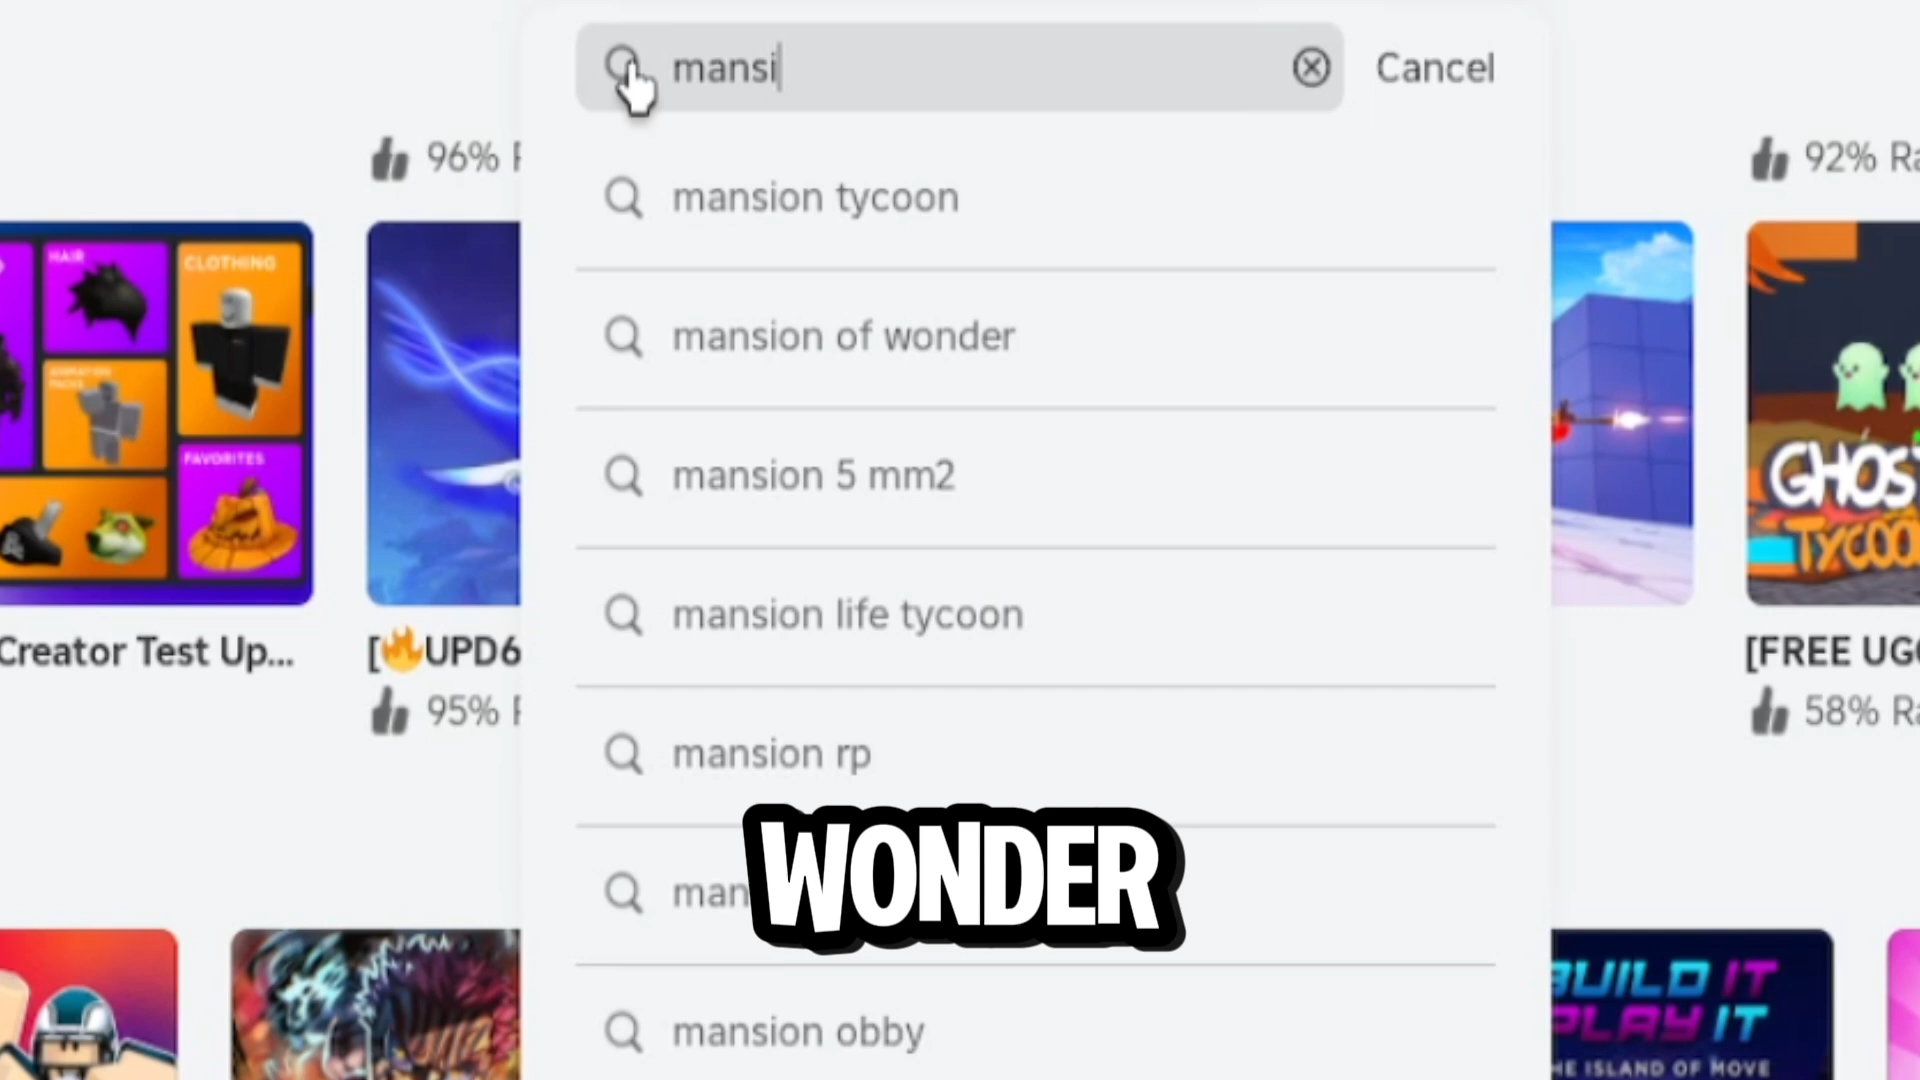 mansi
Cancel
96%
92%
mansion tycoon
HAIR
CLOTHING
mansion of wonder
FAVORITES
mansion 5 mm2
GHOS
TYCOO
mansion life tycoon
Creator Test Up...
[🔥UPD6
[FREE UG
95%
58%
mansion rp
man
WONDER
mansion obby
BUILD IT
PLAY IT
HE ISLAND OF MOVE